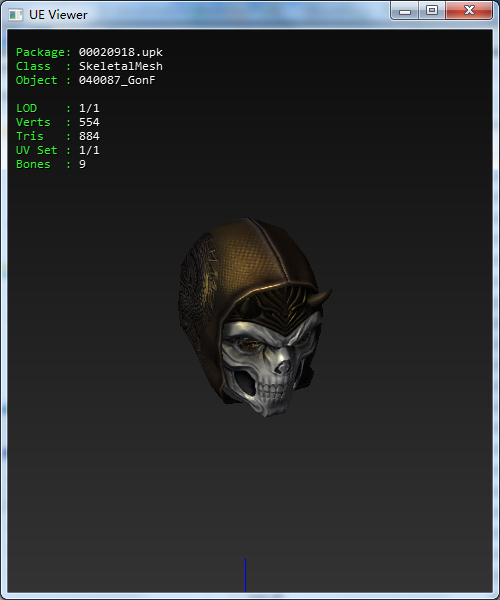 UE Viewer
Package: 00020918.upk
Class  : SkeletalMesh
Object : 040087_GonF
LOD    : 1/1
Verts  : 554
Tris   : 884
UV Set : 1/1
Bones  : 9